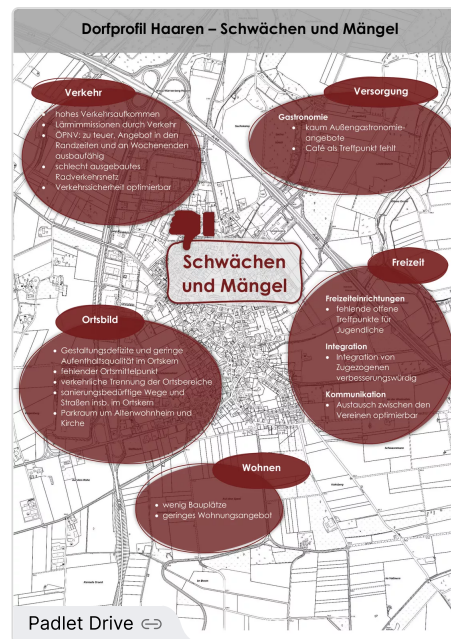 Dorfprofil Haaren – Schwächen und Mängel
Verkehr
• hohes Verkehrsaufkommen
• Lärmimmissionen durch Verkehr
• ÖPNV: zu teuer, Angebot in den
Randzeiten und an Wochenenden
ausbaufähig
• schlecht ausgebautes
Radverkehrsnetz
• Verkehrssicherheit optimierbar
Versorgung
Gastronomie
• kaum Außengastronomie-
angebote
• Café als Treffpunkt fehlt
Schwächen
und Mängel
Freizeit
Freizeiteinrichtungen
• fehlende offene
Treffpunkte für
Jugendliche
Integration
• Integration von
Zugezogenen
verbesserungswürdig
Kommunikation
• Austausch zwischen den
Vereinen optimierbar
Ortsbild
• Gestaltungsdefizite und geringe
Aufenthaltsqualität im Ortskern
• fehlender Ortsmittelpunkt
• verkehrliche Trennung der Ortsbereiche
• sanierungsbedürftige Wege und
Straßen insb. im Ortskern
• Parkraum um Altenwohnheim und
Kirche
Wohnen
• wenig Bauplätze
• geringes Wohnungsangebot
Padlet Drive